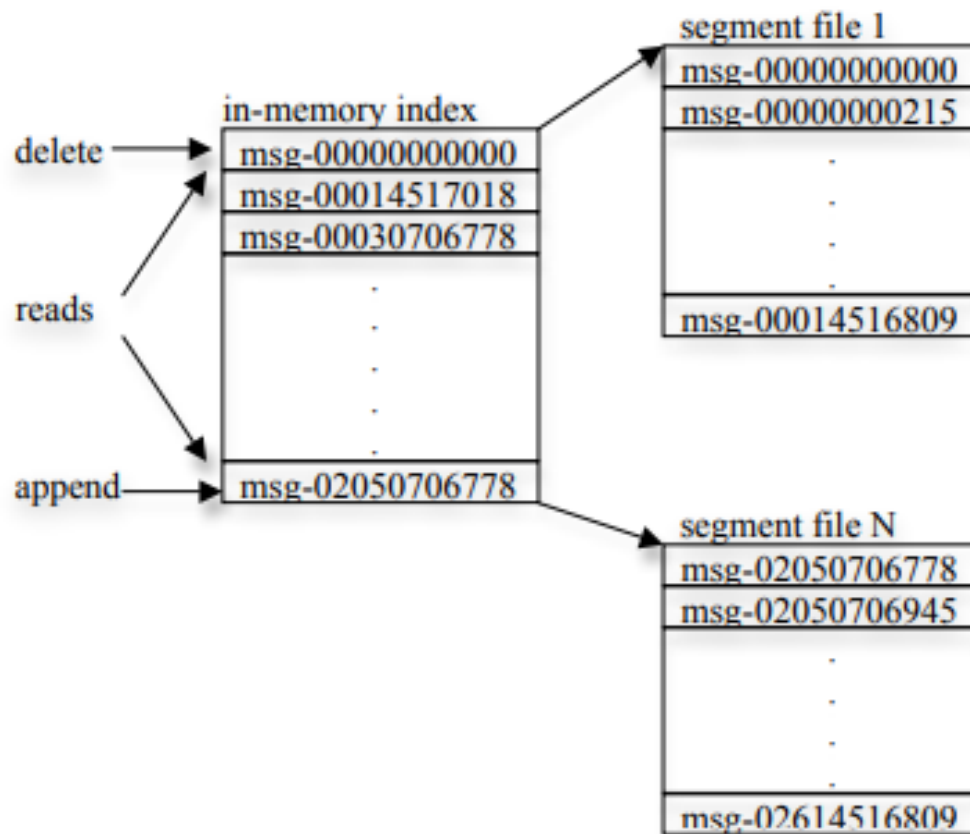 segment file 1
msg-00000000000
msg-00000000215
msg-00014516809
in-memory index
msg-00000000000
msg-00014517018
msg-00030706778
msg-02050706778
delete
reads
append
segment file N
msg-02050706778
msg-02050706945
msg-02614516809